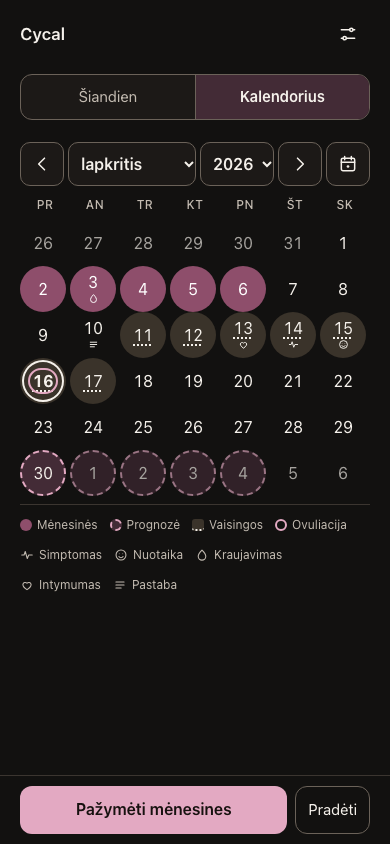 Cycal
Šiandien Kalendorius
lapkritis 2026
PR AN TR KT PN ŠT SK
26 27 28 29 30 31 1
2 3 4 5 6 7 8
9 10 11 12 13 14 15
16 17 18 19 20 21 22
23 24 25 26 27 28 29
30 1 2 3 4 5 6
Mėnesinės Prognozė Vaisingos Ovuliacija
Simptomas Nuotaika Kraujavimas
Intymumas Pastaba
Pažymėti mėnesines Pradėti